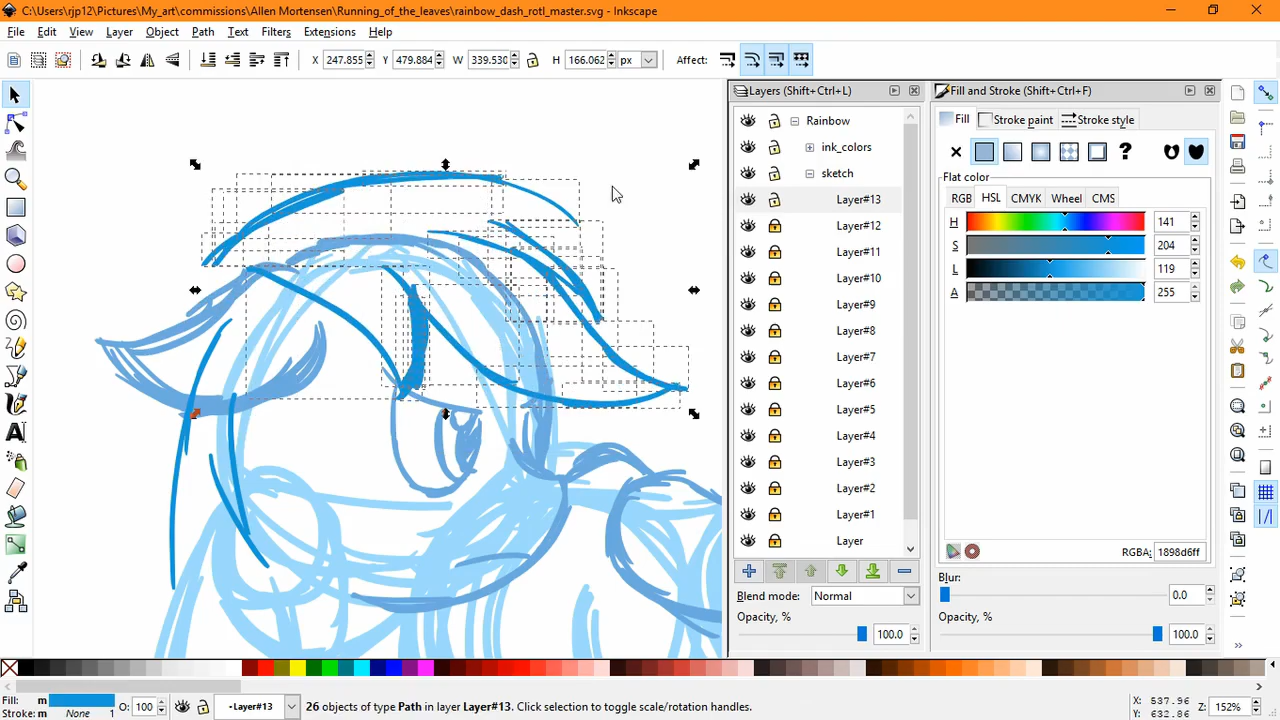 C:\Users\rjp12\Pictures\My_art\commissions\Allen Mortensen\Running_of_the_leaves\rainbow_dash_rotl_master.svg - Inkscape
File Edit View Layer Object Path Text Filters Extensions Help
X 247.855 Y 479.884 W 339.530 H 166.062 px Affect:
Layers (Shift+Ctrl+L)
Rainbow
ink_colors
sketch
Layer#13
Layer#12
Layer#11
Layer#10
Layer#9
Layer#8
Layer#7
Layer#6
Layer#5
Layer#4
Layer#3
Layer#2
Layer#1
Layer
Blend mode: Normal
Opacity, %
100.0
Fill and Stroke (Shift+Ctrl+F)
Fill Stroke paint Stroke style
?
Flat color
RGB HSL CMYK Wheel CMS
H 141
S 204
L 119
A 255
RGBA: 1898d6ff
Blur:
0.0
Opacity, %
100.0
Fill: m
Stroke: m None 1
O: 100
•Layer#13
26 objects of type Path in layer Layer#13. Click selection to toggle scale/rotation handles.
X: 537.96
Y: 632.86
Z: 152%